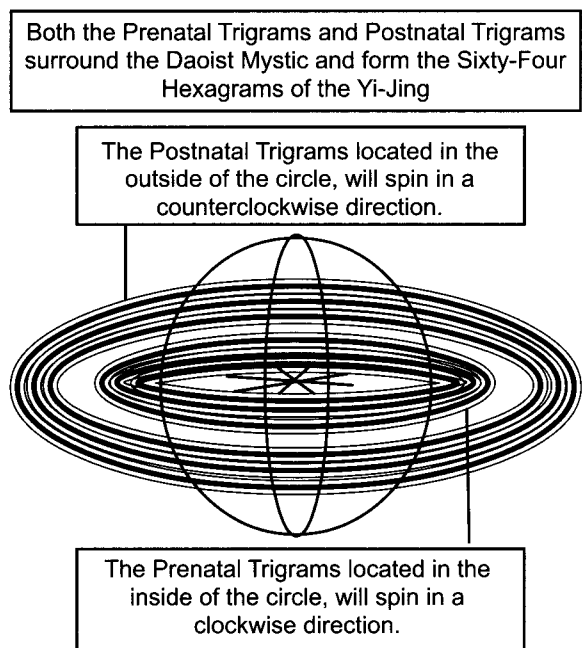 Both the Prenatal Trigrams and Postnatal Trigrams
surround the Daoist Mystic and form the Sixty-Four
Hexagrams of the Yi-Jing
The Postnatal Trigrams located in the
outside of the circle, will spin in a
counterclockwise direction.
The Prenatal Trigrams located in the
inside of the circle, will spin in a
clockwise direction.